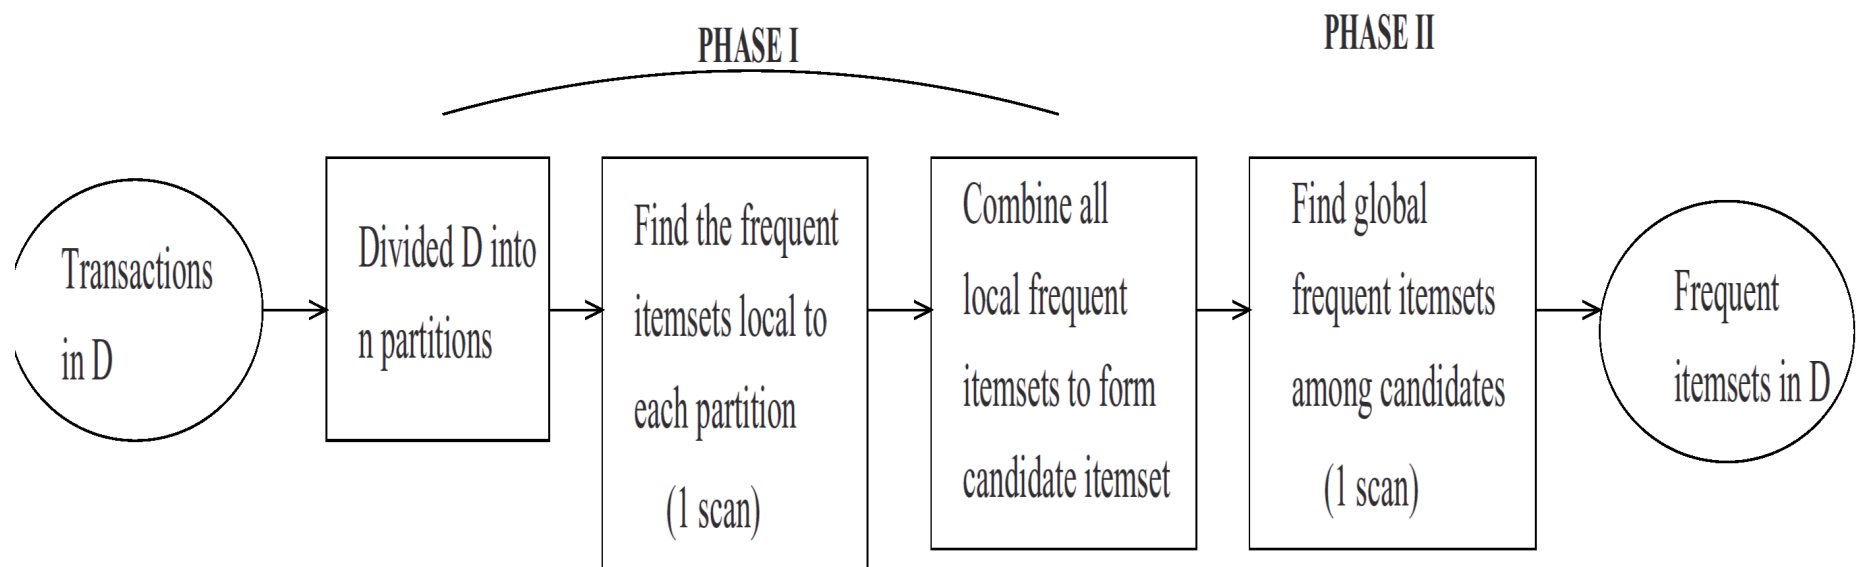 PHASE I
PHASE II
Transactions
in D
Divided D into
n partitions
Find the frequent
itemsets local to
each partition
(1 scan)
Combine all
local frequent
itemsets to form
candidate itemset
Find global
frequent itemsets
among candidates
(1 scan)
Frequent
itemsets in D